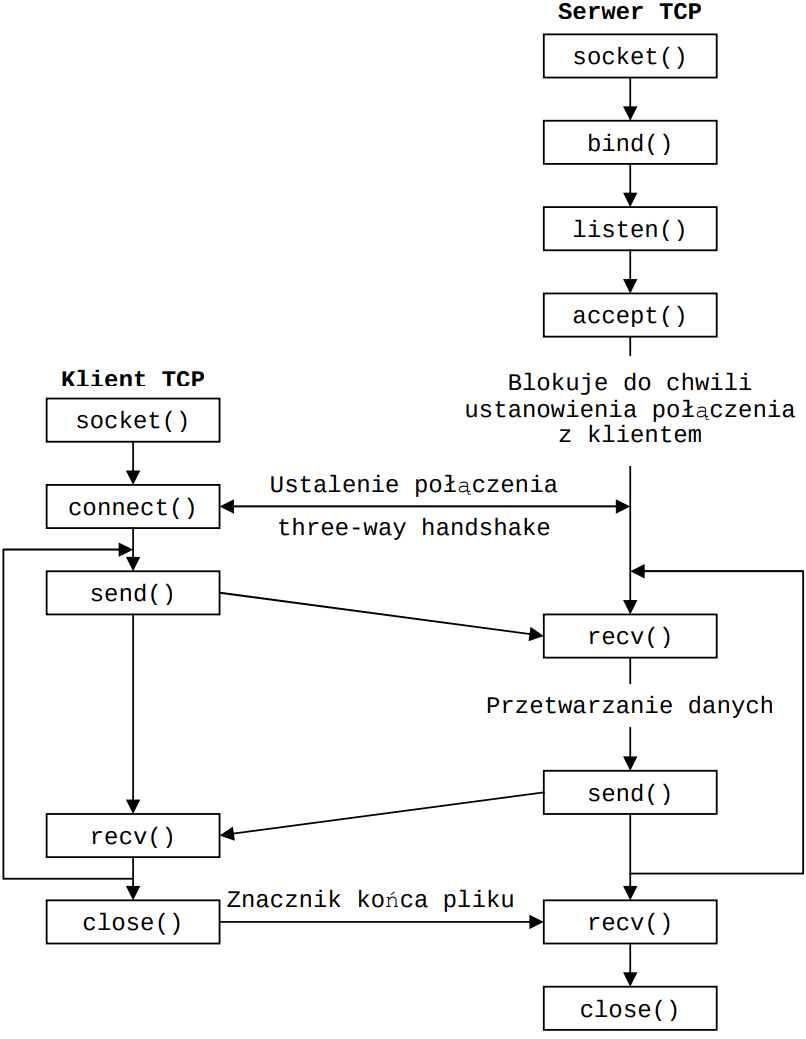 Serwer TCP
socket()
bind()
listen()
accept()
Blokuje do chwili
ustanowienia połączenia
z klientem
Klient TCP
socket()
connect()
Ustalenie połączenia
three-way handshake
send()
recv()
Przetwarzanie danych
send()
recv()
close()
Znacznik końca pliku
recv()
close()